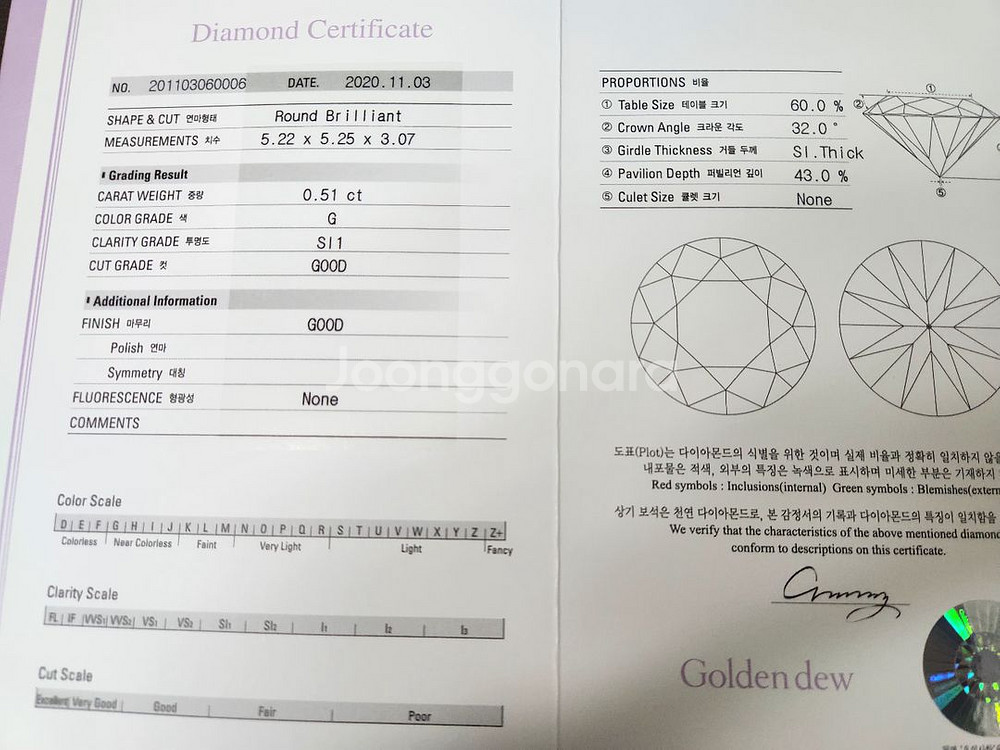 Diamond Certificate
NO. 201103060006 DATE. 2020.11.03
SHAPE & CUT 연마형태 Round Brilliant
MEASUREMENTS 치수 5.22 x 5.25 x 3.07
Grading Result
CARAT WEIGHT 중량 0.51 ct
COLOR GRADE 색 G
CLARITY GRADE 투명도 SI1
CUT GRADE 컷 GOOD
Additional Information
FINISH 마무리 GOOD
Polish 연마
Symmetry 대칭
FLUORESCENCE 형광성 None
COMMENTS
Color Scale
D | E | F | G | H | I | J | K | L | M | N | O | P | Q | R | S | T | U | V | W | X | Y | Z | Z+
Colorless Near Colorless Faint Very Light Light Fancy
Clarity Scale
FL | IF | VVS1 | VVS2 | VS1 | VS2 | SI1 | SI2 | I1 | I2 | I3
Cut Scale
Excellent | Very Good | Good | Fair | Poor
PROPORTIONS 비율
① Table Size 테이블 크기 60.0 %
② Crown Angle 크라운 각도 32.0 °
③ Girdle Thickness 거들 두께 Sl.Thick
④ Pavilion Depth 퍼빌리언 깊이 43.0 %
⑤ Culet Size 큘렛 크기 None
①
②
⑤
도표(Plot)는 다이아몬드의 식별을 위한 것이며 실제 비율과 정확히 일치하지 않을
내포물은 적색, 외부의 특징은 녹색으로 표시하며 미세한 부분은 기재하지
Red symbols : Inclusions(internal) Green symbols : Blemishes(extern
상기 보석은 천연 다이아몬드로, 본 감정서의 기록과 다이아몬드의 특징이 일치함을
We verify that the characteristics of the above mentioned diamond
conform to descriptions on this certificate.
Golden dew
Joonggonara